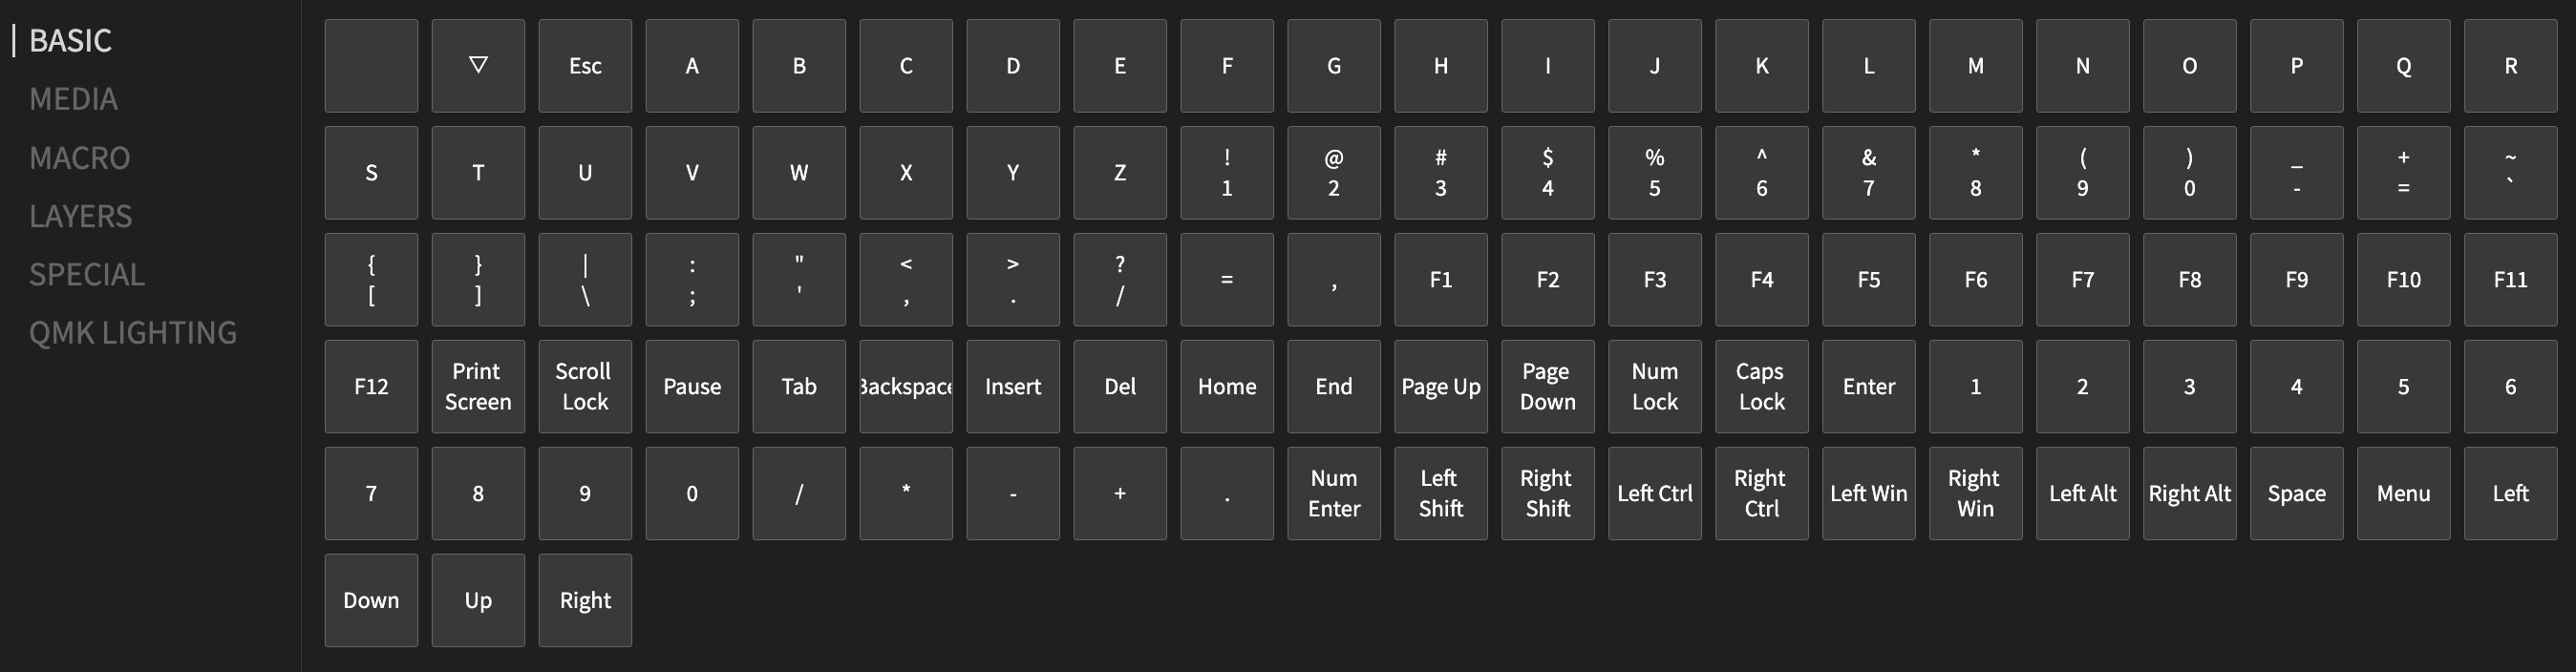 BASIC
MEDIA
MACRO
LAYERS
SPECIAL
QMK LIGHTING
▽ Esc A B C D E F G H I J K L M N O P Q R
S T U V W X Y Z
! @ # $ % ^ & * ( ) _ + ~
1 2 3 4 5 6 7 8 9 0 - = `
{ } | : " < > ?
[ ] \ ; ' , . /
= , F1 F2 F3 F4 F5 F6 F7 F8 F9 F10 F11
F12
Print
Screen
Scroll
Lock
Pause
Tab
Backspace
Insert
Del
Home
End
Page Up
Page
Down
Num
Lock
Caps
Lock
Enter
1 2 3 4 5 6
7 8 9 0 / * - + .
Num
Enter
Left
Shift
Right
Shift
Left Ctrl
Right
Ctrl
Left Win
Right
Win
Left Alt
Right Alt
Space
Menu
Left
Down
Up
Right